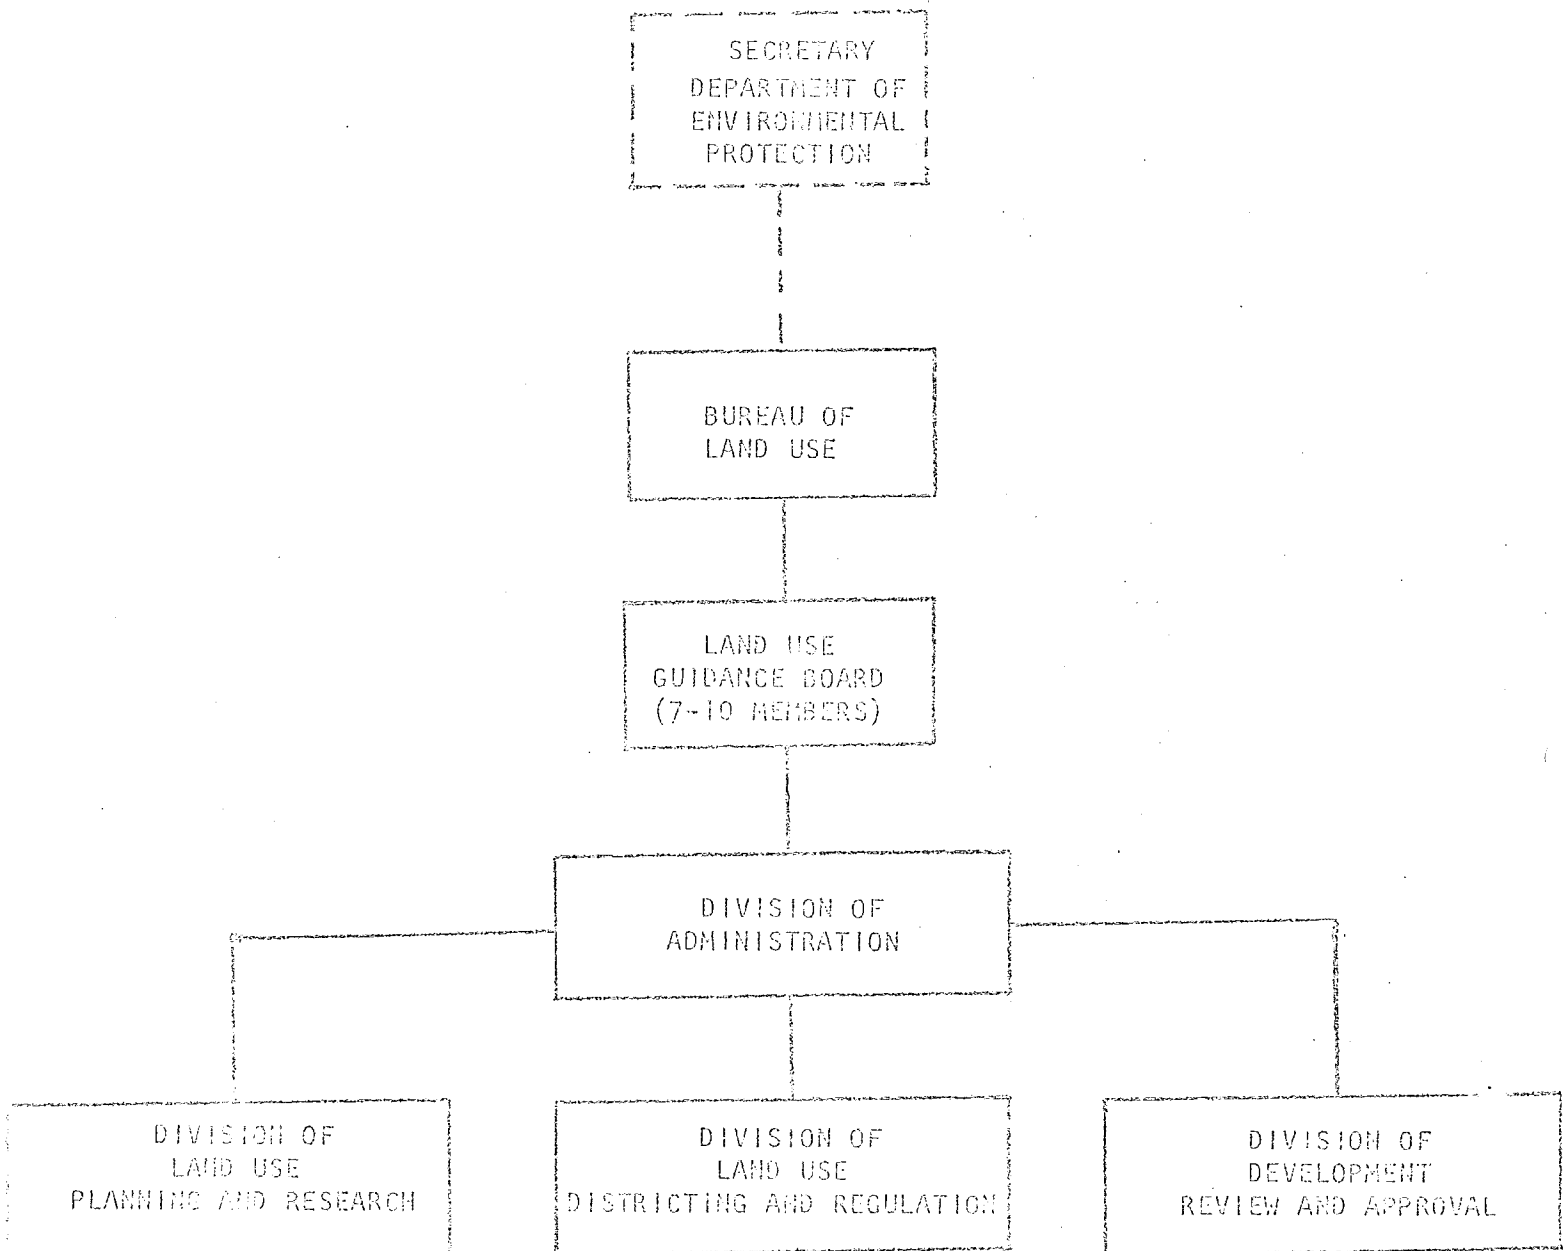 SECRETARY
DEPARTMENT OF
ENVIRONMENTAL
PROTECTION
BUREAU OF
LAND USE
LAND USE
GUIDANCE BOARD
(7-10 MEMBERS)
DIVISION OF
ADMINISTRATION
DIVISION OF
LAND USE
PLANNING AND RESEARCH
DIVISION OF
LAND USE
DISTRICTING AND REGULATION
DIVISION OF
DEVELOPMENT
REVIEW AND APPROVAL